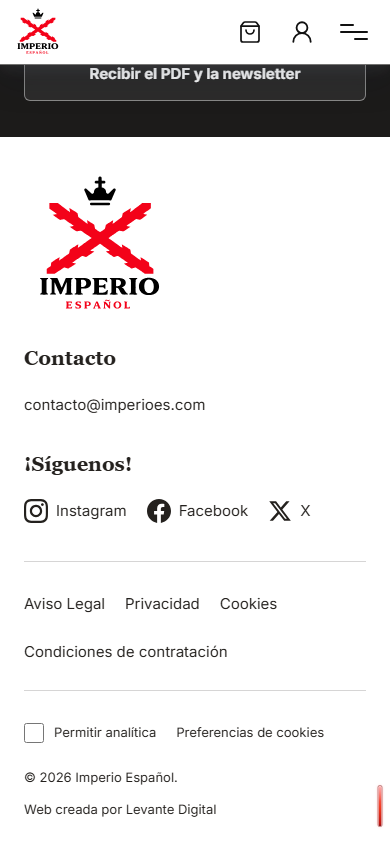 IMPERIO
ESPAÑOL
Recibir el PDF y la newsletter
IMPERIO
ESPAÑOL
Contacto
contacto@imperioes.com
¡Síguenos!
Instagram Facebook X
Aviso Legal Privacidad Cookies
Condiciones de contratación
Permitir analítica Preferencias de cookies
© 2026 Imperio Español.
Web creada por Levante Digital